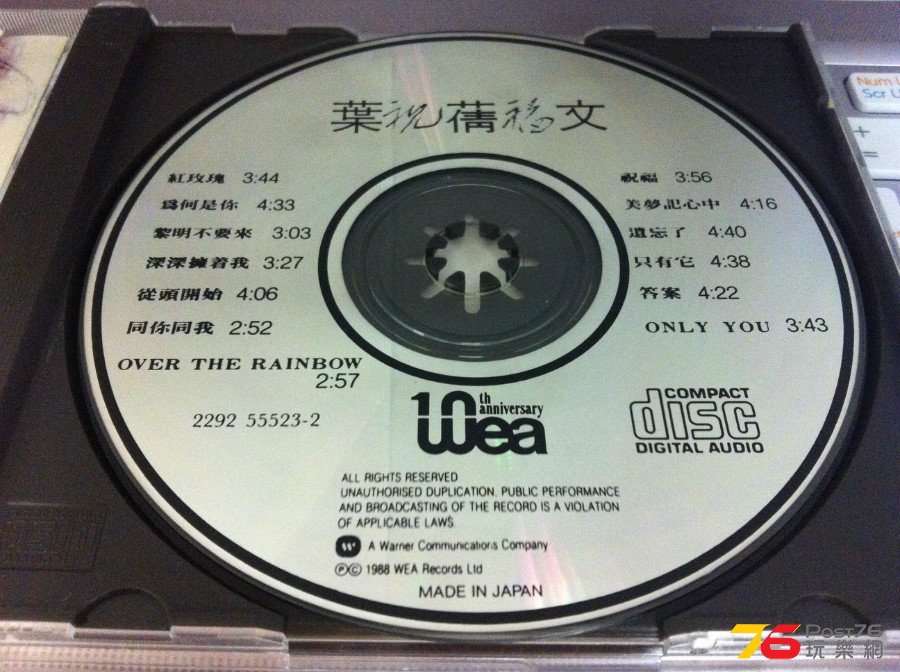 葉祝蒨福文
紅玫瑰 3:44
為何是你 4:33
黎明不要來 3:03
深深擁着我 3:27
從頭開始 4:06
同你同我 2:52
OVER THE RAINBOW
2:57
祝福 3:56
美夢記心中 4:16
遺忘了 4:40
只有它 4:38
答案 4:22
ONLY YOU 3:43
2292 55523-2
10th anniversary
wea
COMPACT
disc
DIGITAL AUDIO
ALL RIGHTS RESERVED
UNAUTHORISED DUPLICATION, PUBLIC PERFORMANCE
AND BROADCASTING OF THE RECORD IS A VIOLATION
OF APPLICABLE LAWS
A Warner Communications Company
ⓅⒸ 1988 WEA Records Ltd
MADE IN JAPAN
Num L
Scr L
+
=
76 POST76
玩樂網